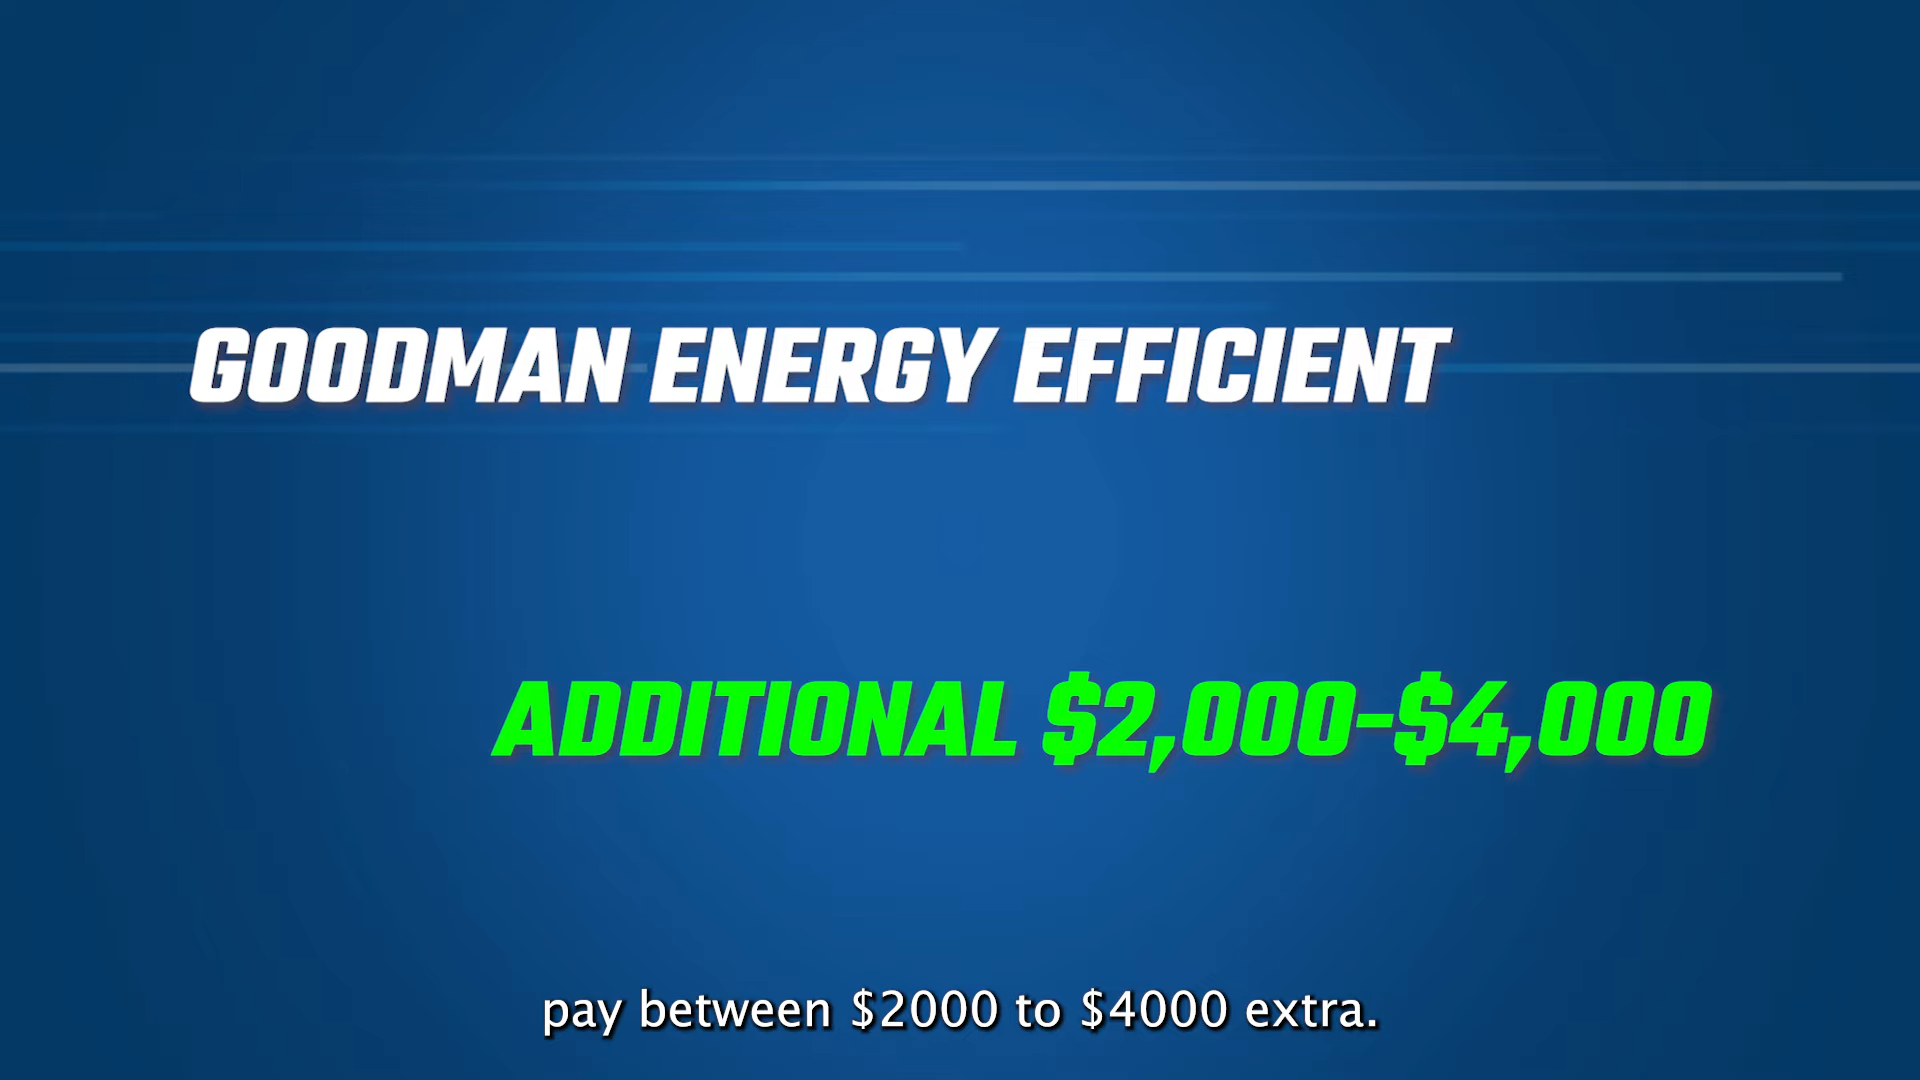 GOODMAN ENERGY EFFICIENT
ADDITIONAL $2,000-$4,000
pay between $2000 to $4000 extra.